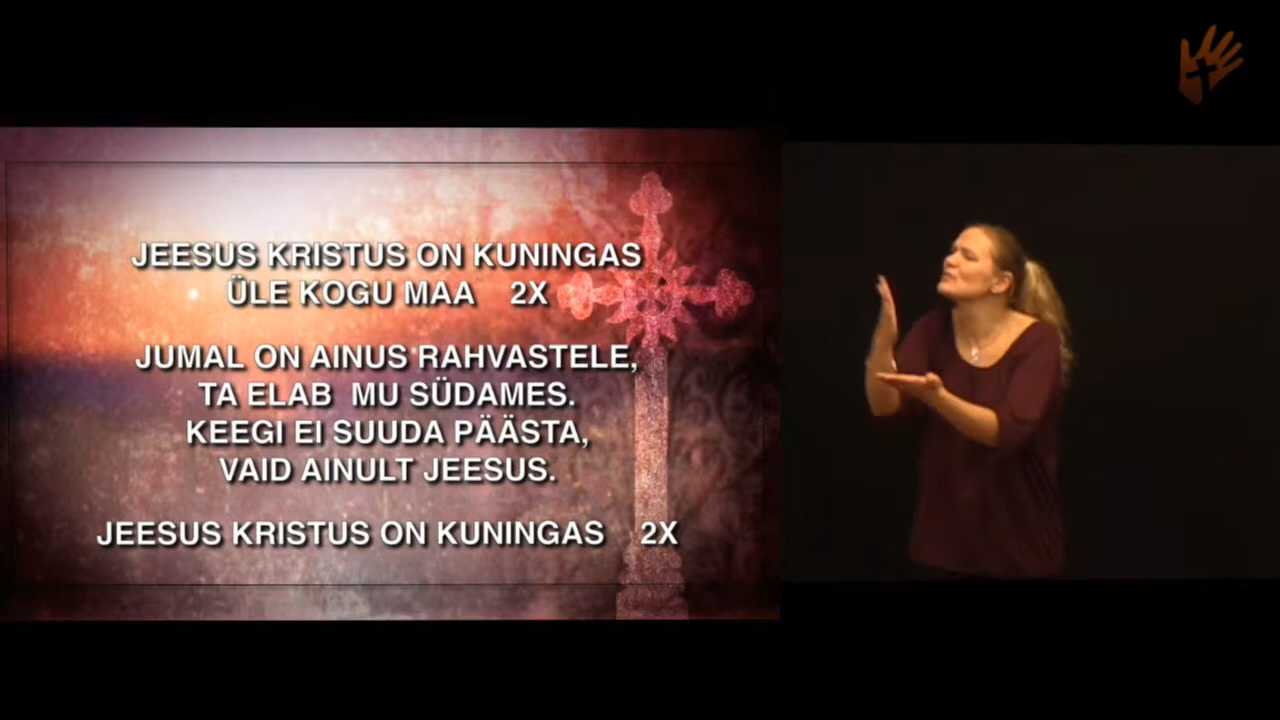 JEESUS KRISTUS ON KUNINGAS
ÜLE KOGU MAA 2X
JUMAL ON AINUS RAHVASTELE,
TA ELAB MU SÜDAMES.
KEEGI EI SUUDA PÄÄSTA,
VAID AINULT JEESUS.
JEESUS KRISTUS ON KUNINGAS 2X